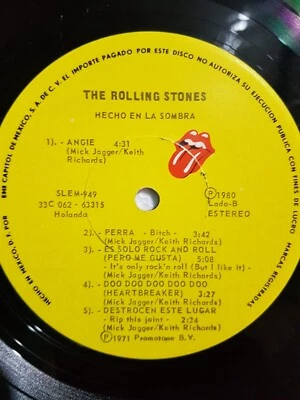 EMI CAPITOL DE MEXICO, S. A. DE C. V. EL IMPORTE PAGADO POR ESTE DISCO NO AUTORIZA SU EJECUCION PUBLICA CON FINES DE LUCRO
THE ROLLING STONES
HECHO EN LA SOMBRA
1).- ANGIE 4:31
(Mick Jagger/Keith
Richards)
SLEM-949
33C 062-63315
Holanda
Ⓟ1980
Lado-B
ESTEREO
2).- PERRA - Bitch - 3:42
(Mick Jagger/Keith Richards)
3).- ES SOLO ROCK AND ROLL
(PERO ME GUSTA) 5:08
- It's only rock'n roll (But I like it) -
(Mick Jagger/Keith Richards)
4).- DOO DOO DOO DOO DOO
(HEARTBREAKER) 3:27
(Mick Jagger/Keith Richards)
5).- DESTROCEN ESTE LUGAR
- Rip this joint - 2:24
(Mick Jagger/Keith Richards)
Ⓟ1971 Promotone B. V.
HECHO EN MEXICO, D. F. POR
MARCAS REGISTRADAS